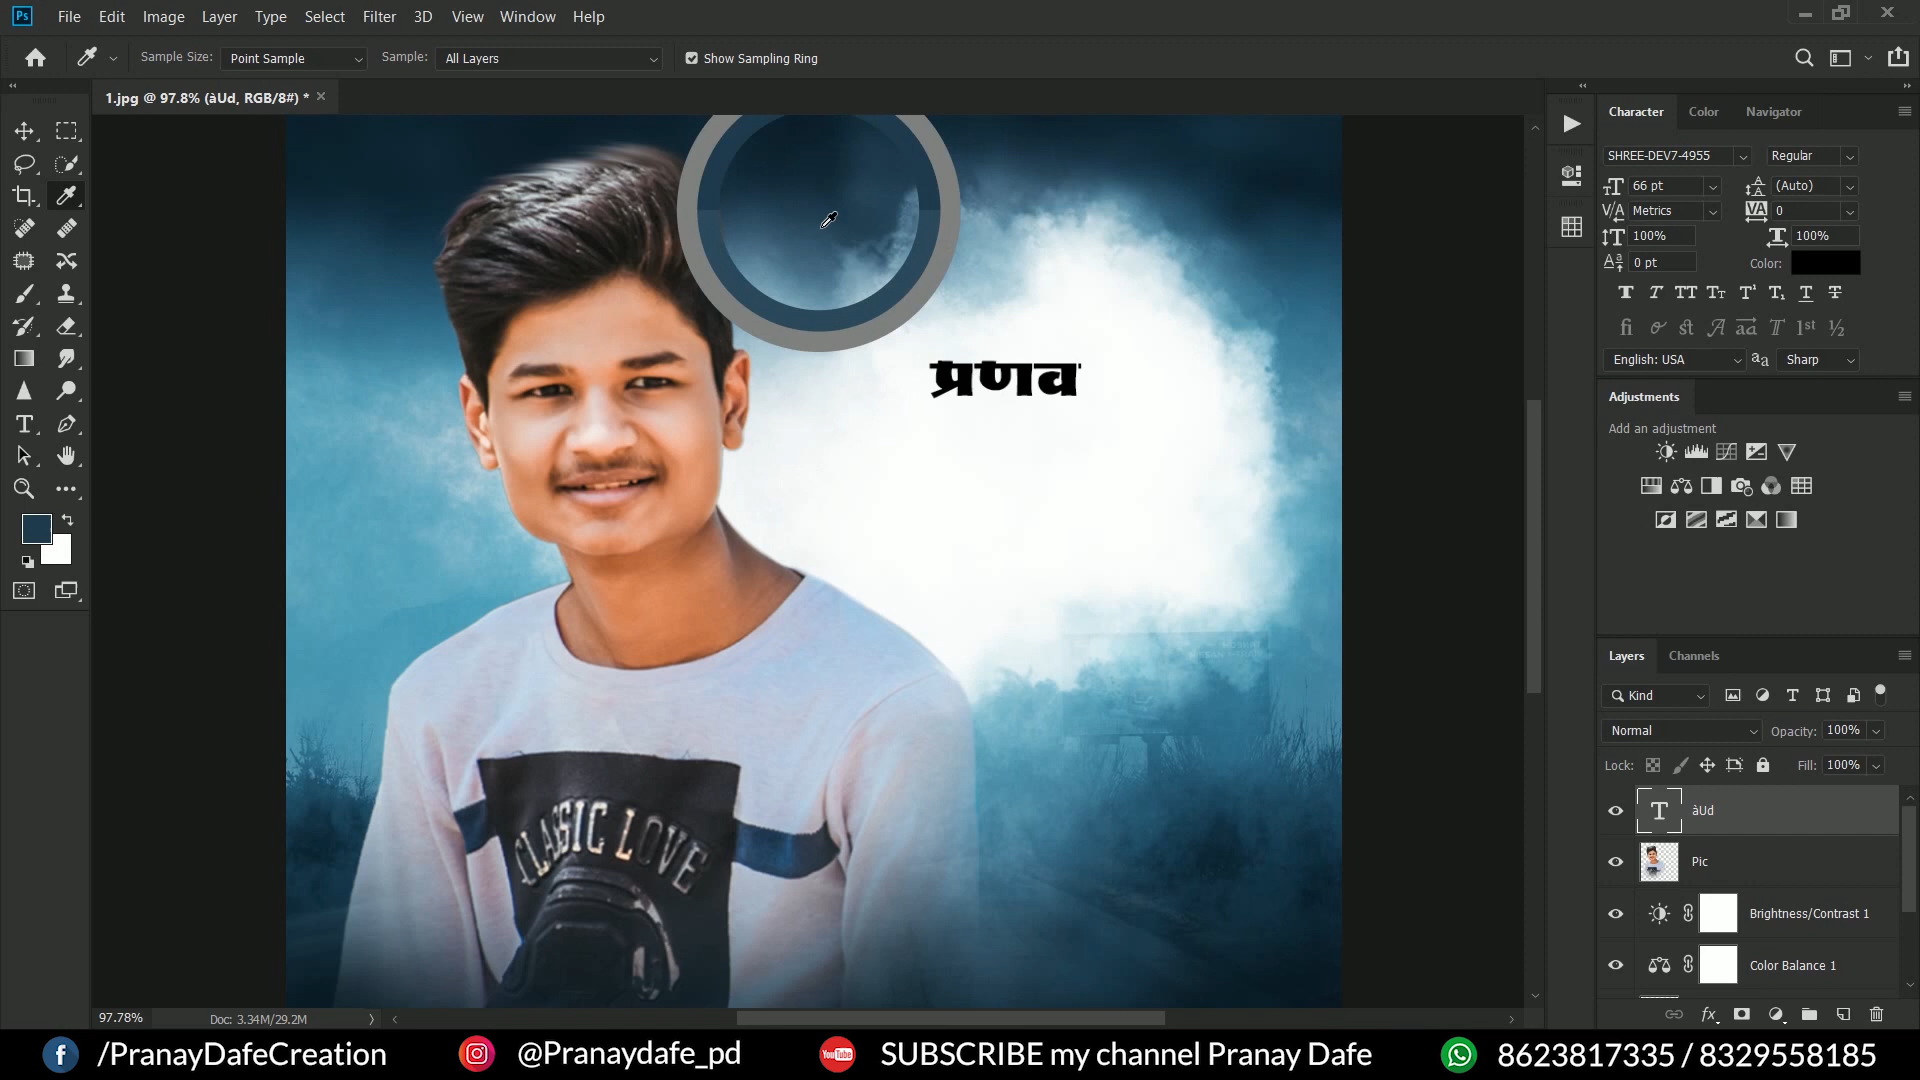 Ps File Edit Image Layer Type Select Filter 3D View Window Help
Sample Size: Point Sample Sample: All Layers Show Sampling Ring
1.jpg @ 97.8% (àUd, RGB/8#) *
Character Color Navigator
SHREE-DEV7-4955 Regular
66 pt (Auto)
Metrics 0
100% 100%
0 pt Color:
English: USA Sharp
Adjustments
Add an adjustment
प्रणव
CLASSIC LOVE
Layers Channels
Kind
Normal Opacity: 100%
Lock: Fill: 100%
àUd
Pic
Brightness/Contrast 1
Color Balance 1
97.78% Doc: 3.34M/29.2M
/PranayDafeCreation @Pranaydafe_pd SUBSCRIBE my channel Pranay Dafe 8623817335 / 8329558185